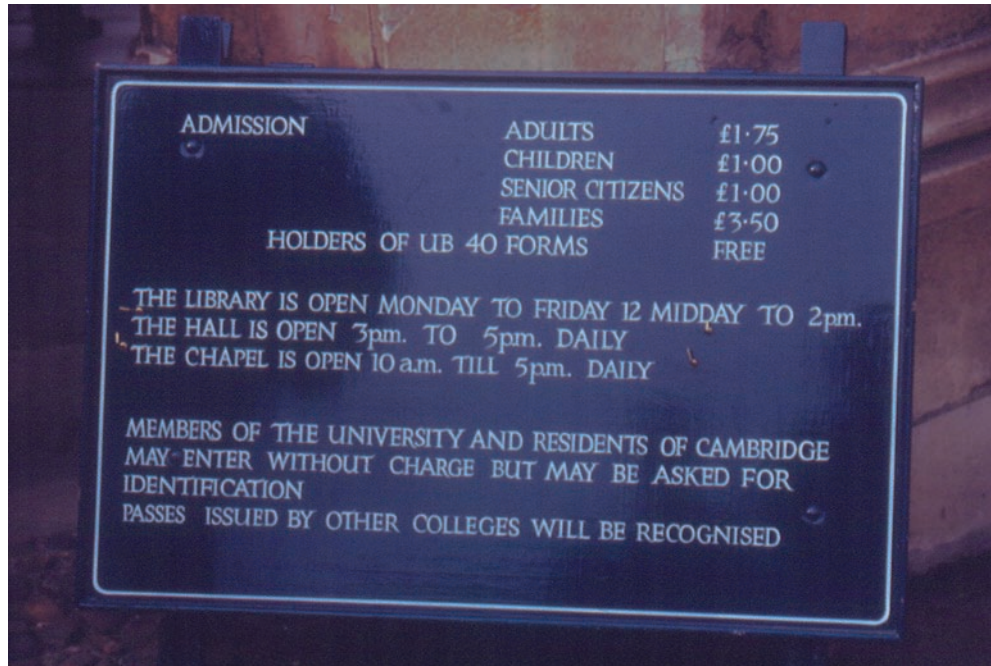 ADMISSION ADULTS £1·75
CHILDREN £1·00
SENIOR CITIZENS £1·00
FAMILIES £3·50
HOLDERS OF UB 40 FORMS FREE
THE LIBRARY IS OPEN MONDAY TO FRIDAY 12 MIDDAY TO 2pm.
THE HALL IS OPEN 3pm. TO 5pm. DAILY
THE CHAPEL IS OPEN 10 a.m. TILL 5pm. DAILY
MEMBERS OF THE UNIVERSITY AND RESIDENTS OF CAMBRIDGE
MAY ENTER WITHOUT CHARGE BUT MAY BE ASKED FOR
IDENTIFICATION
PASSES ISSUED BY OTHER COLLEGES WILL BE RECOGNISED